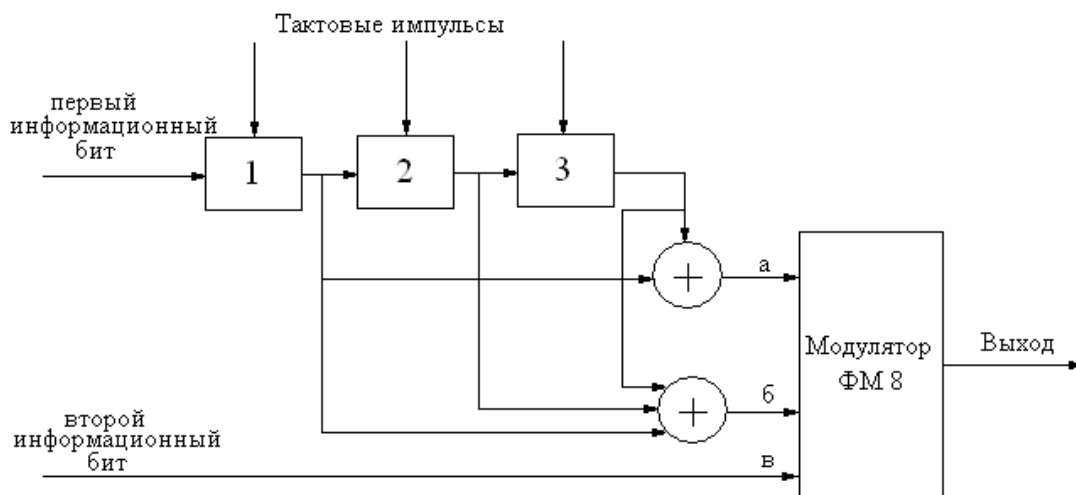 Тактовые импульсы
первый
информационный
бит
1
2
3
+
а
Модулятор
ФМ 8
Выход
+
б
второй
информационный
бит
в